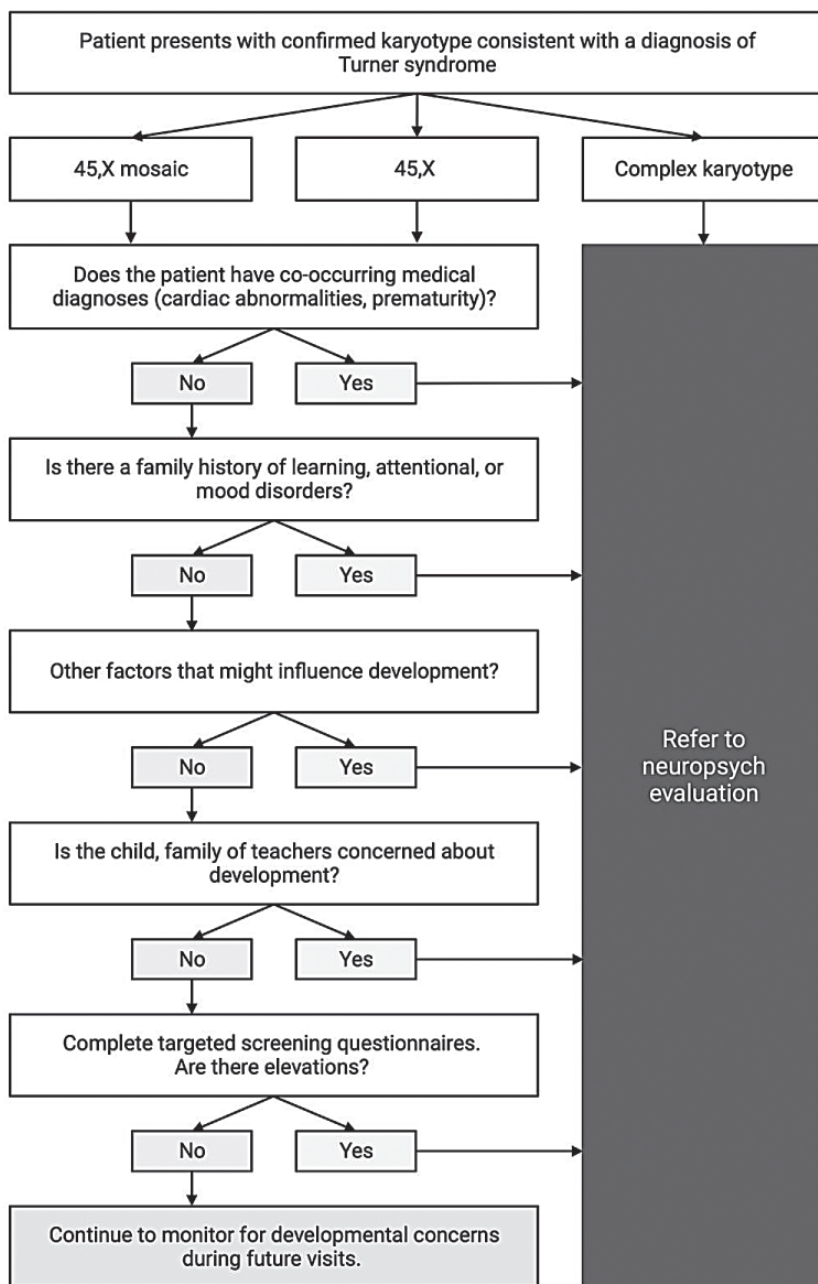 Patient presents with confirmed karyotype consistent with a diagnosis of
Turner syndrome
45,X mosaic
45,X
Complex karyotype
Does the patient have co-occurring medical
diagnoses (cardiac abnormalities, prematurity)?
No
Yes
Is there a family history of learning, attentional, or
mood disorders?
No
Yes
Other factors that might influence development?
No
Yes
Refer to
neuropsych
evaluation
Is the child, family of teachers concerned about
development?
No
Yes
Complete targeted screening questionnaires.
Are there elevations?
No
Yes
Continue to monitor for developmental concerns
during future visits.